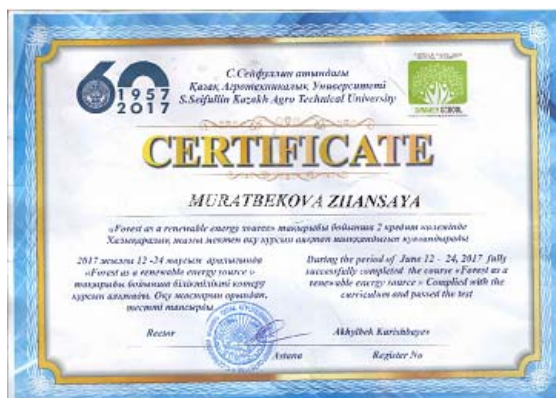 60
1957
2017
С.Сейфуллин атындағы
Қазақ Агротехникалық Университеті
S.Seifullin Kazakh Agro Technical University
SUMMER SCHOOL
CERTIFICATE
MURATBEKOVA ZHANSAYA
«Forest as a renewable energy source» тақырыбы бойынша 2 кредит көлемінде
Халықаралық жазғы мектеп оқу курсын аяқтап шыққандығын куәландырады
2017 жылғы 12 -24 маусым аралығында
«Forest as a renewable energy source »
тақырыбы бойынша біліктілікті көтеру
курсын аяқтады. Оқу жоспарын орындап,
тестті тапсырды.
During the period of June 12 - 24, 2017 fully
successfully completed the course «Forest as a
renewable energy source » Complied with the
curriculum and passed the test
Rector
Akhylbek Kurishbayev
Astana
Register No